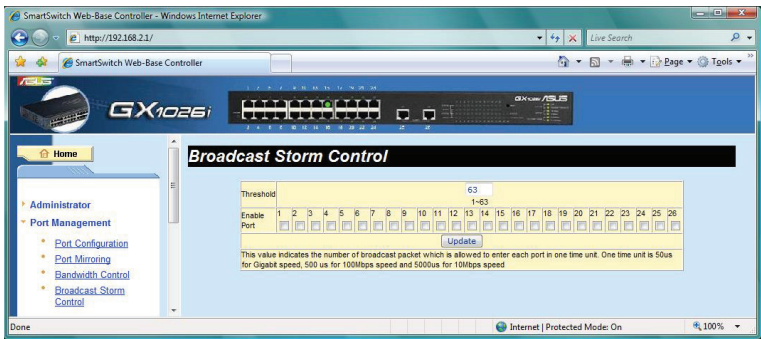 SmartSwitch Web-Base Controller - Windows Internet Explorer
http://192.168.2.1/
Live Search
SmartSwitch Web-Base Controller
Page Tools
ASUS
GX1026i
ASUS
Home
Broadcast Storm Control
Administrator
Port Management
Port Configuration
Port Mirroring
Bandwidth Control
Broadcast Storm
Control
Threshold 63
1~63
Enable Port 1 2 3 4 5 6 7 8 9 10 11 12 13 14 15 16 17 18 19 20 21 22 23 24 25 26
Update
This value indicates the number of broadcast packet which is allowed to enter each port in one time unit. One time unit is 50us
for Gigabit speed, 500 us for 100Mbps speed and 5000us for 10Mbps speed
Done
Internet | Protected Mode: On
100%